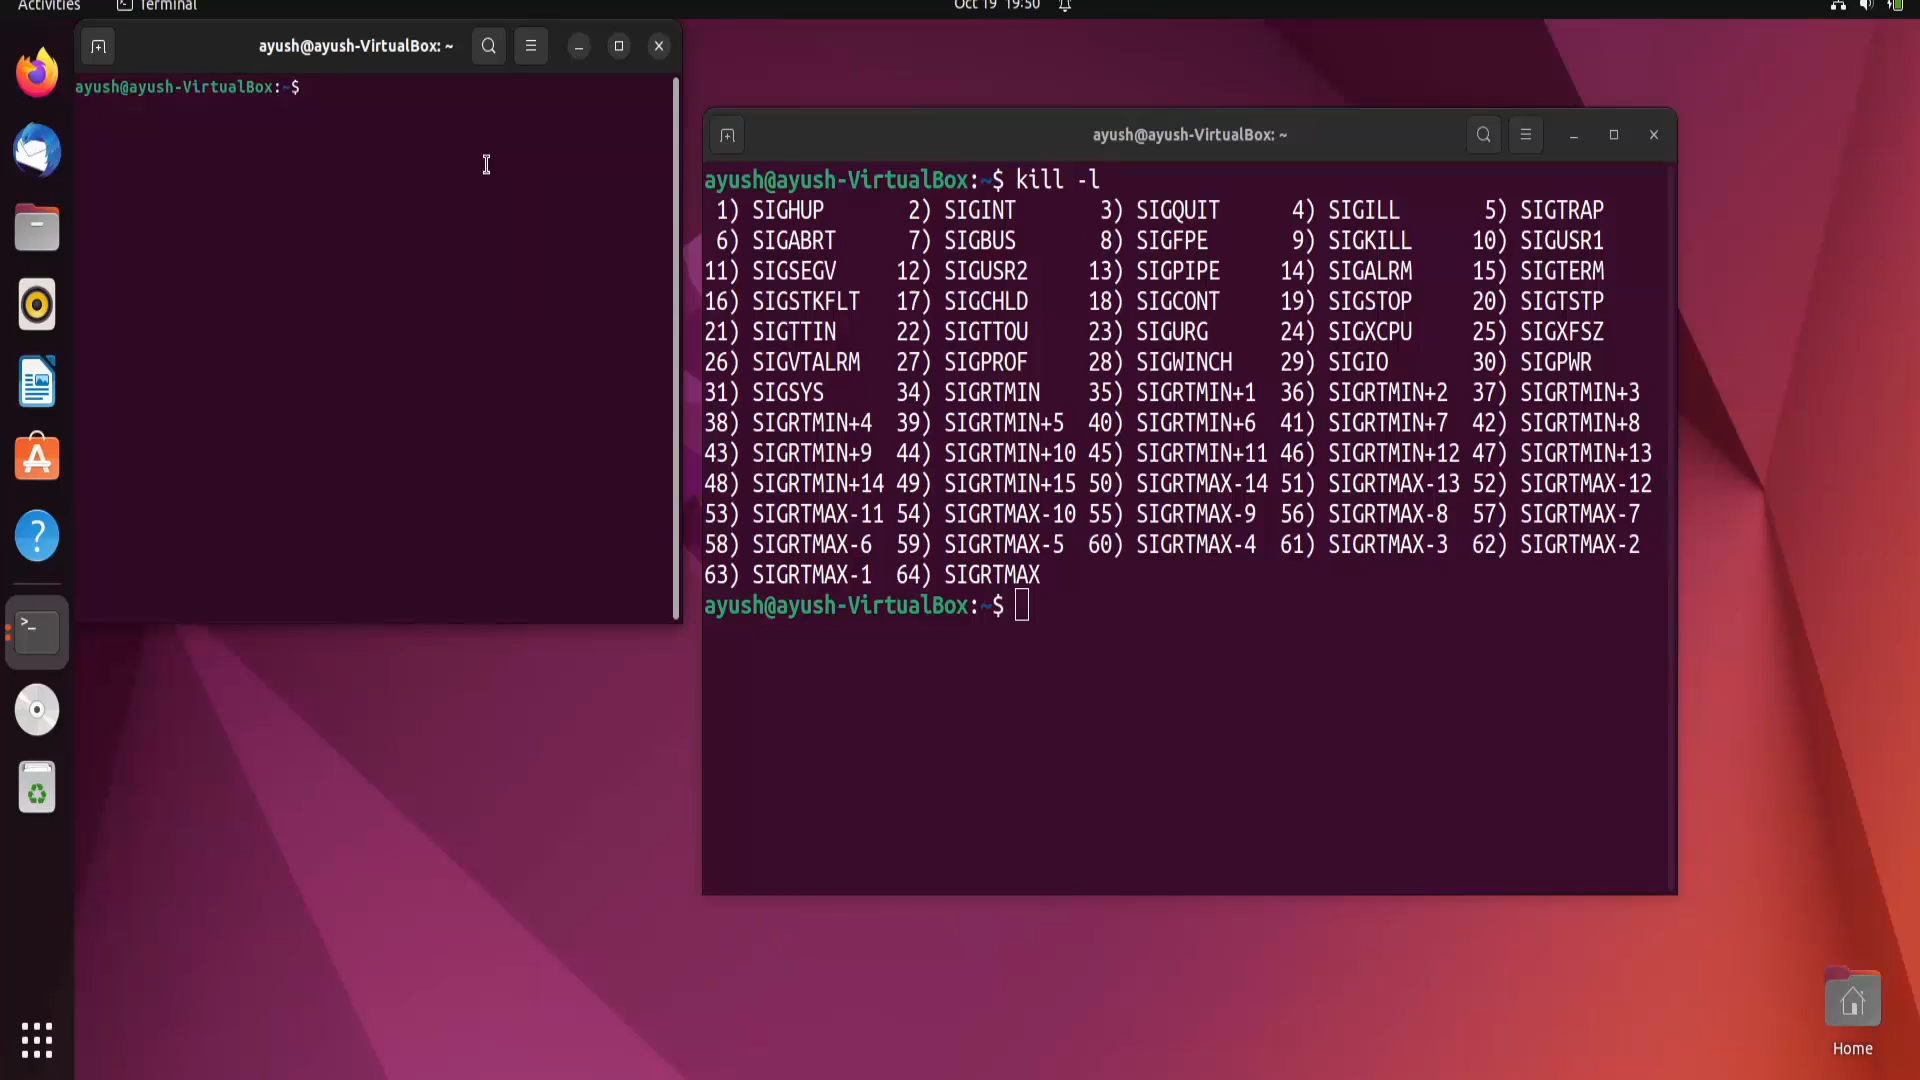 Activities Terminal Oct 19 19:50
ayush@ayush-VirtualBox: ~
ayush@ayush-VirtualBox:~$
ayush@ayush-VirtualBox: ~
ayush@ayush-VirtualBox:~$ kill -l
1) SIGHUP 2) SIGINT 3) SIGQUIT 4) SIGILL 5) SIGTRAP
6) SIGABRT 7) SIGBUS 8) SIGFPE 9) SIGKILL 10) SIGUSR1
11) SIGSEGV 12) SIGUSR2 13) SIGPIPE 14) SIGALRM 15) SIGTERM
16) SIGSTKFLT 17) SIGCHLD 18) SIGCONT 19) SIGSTOP 20) SIGTSTP
21) SIGTTIN 22) SIGTTOU 23) SIGURG 24) SIGXCPU 25) SIGXFSZ
26) SIGVTALRM 27) SIGPROF 28) SIGWINCH 29) SIGIO 30) SIGPWR
31) SIGSYS 34) SIGRTMIN 35) SIGRTMIN+1 36) SIGRTMIN+2 37) SIGRTMIN+3
38) SIGRTMIN+4 39) SIGRTMIN+5 40) SIGRTMIN+6 41) SIGRTMIN+7 42) SIGRTMIN+8
43) SIGRTMIN+9 44) SIGRTMIN+10 45) SIGRTMIN+11 46) SIGRTMIN+12 47) SIGRTMIN+13
48) SIGRTMIN+14 49) SIGRTMIN+15 50) SIGRTMAX-14 51) SIGRTMAX-13 52) SIGRTMAX-12
53) SIGRTMAX-11 54) SIGRTMAX-10 55) SIGRTMAX-9 56) SIGRTMAX-8 57) SIGRTMAX-7
58) SIGRTMAX-6 59) SIGRTMAX-5 60) SIGRTMAX-4 61) SIGRTMAX-3 62) SIGRTMAX-2
63) SIGRTMAX-1 64) SIGRTMAX
ayush@ayush-VirtualBox:~$
Home